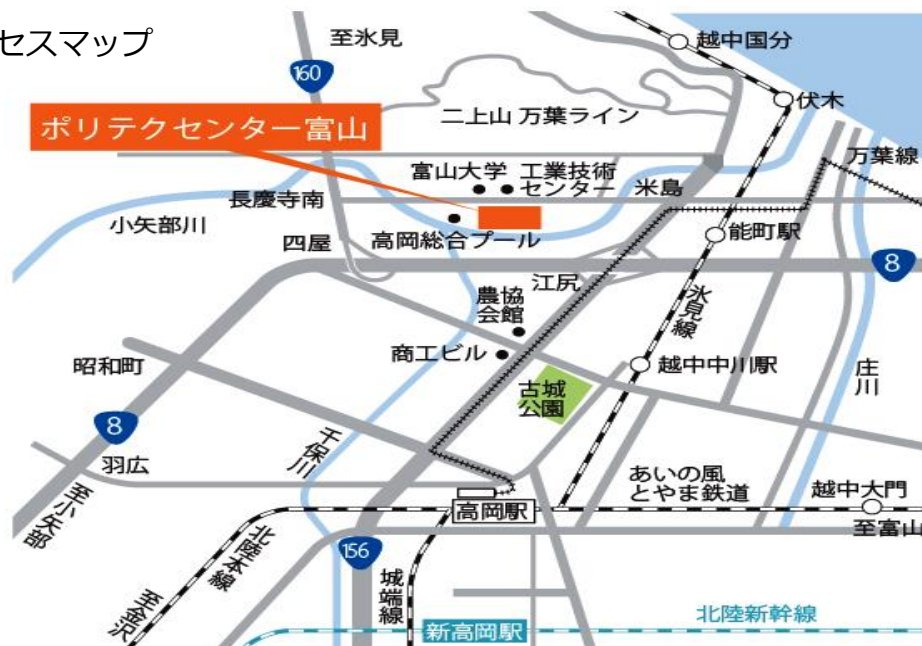 セスマップ
至氷見
越中国分
160
伏木
二上山 万葉ライン
ポリテクセンター富山
万葉線
富山大学 工業技術
センター
米島
長慶寺南
小矢部川
高岡総合プール
四屋
能町駅
8
江尻
農協
会館
氷見線
商工ビル
昭和町
越中中川駅
庄川
古城
公園
8
千保川
羽広
あいの風
とやま鉄道
越中大門
至小矢部
高岡駅
至富山
北陸本線
156
至金沢
城端線
北陸新幹線
新高岡駅